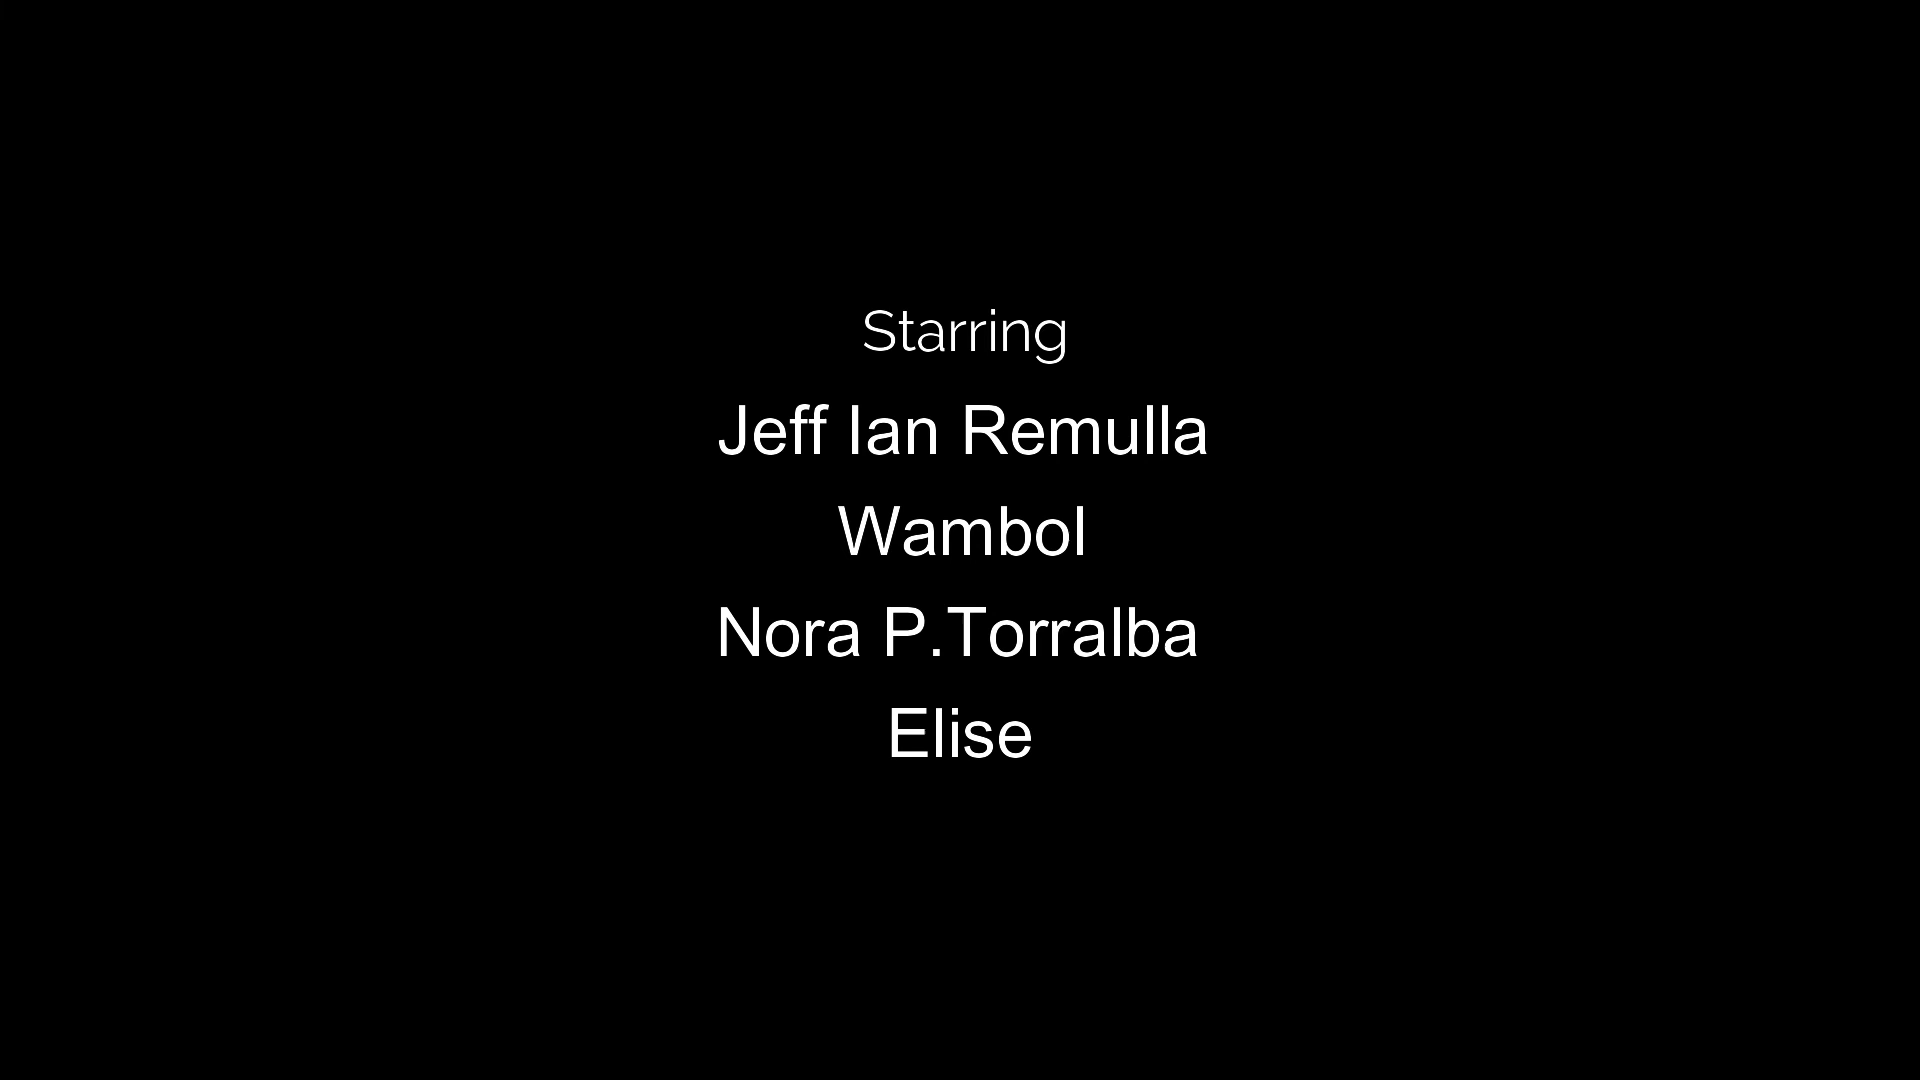 Starring
Jeff Ian Remulla
Wambol
Nora P.Torralba
Elise